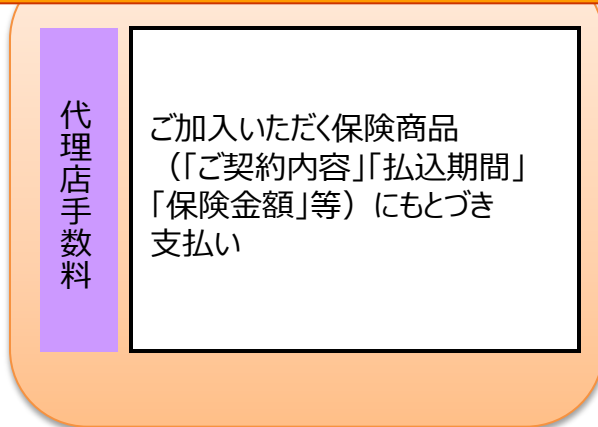 代理店手数料
ご加入いただく保険商品
（「ご契約内容」「払込期間」
「保険金額」等）にもとづき
支払い